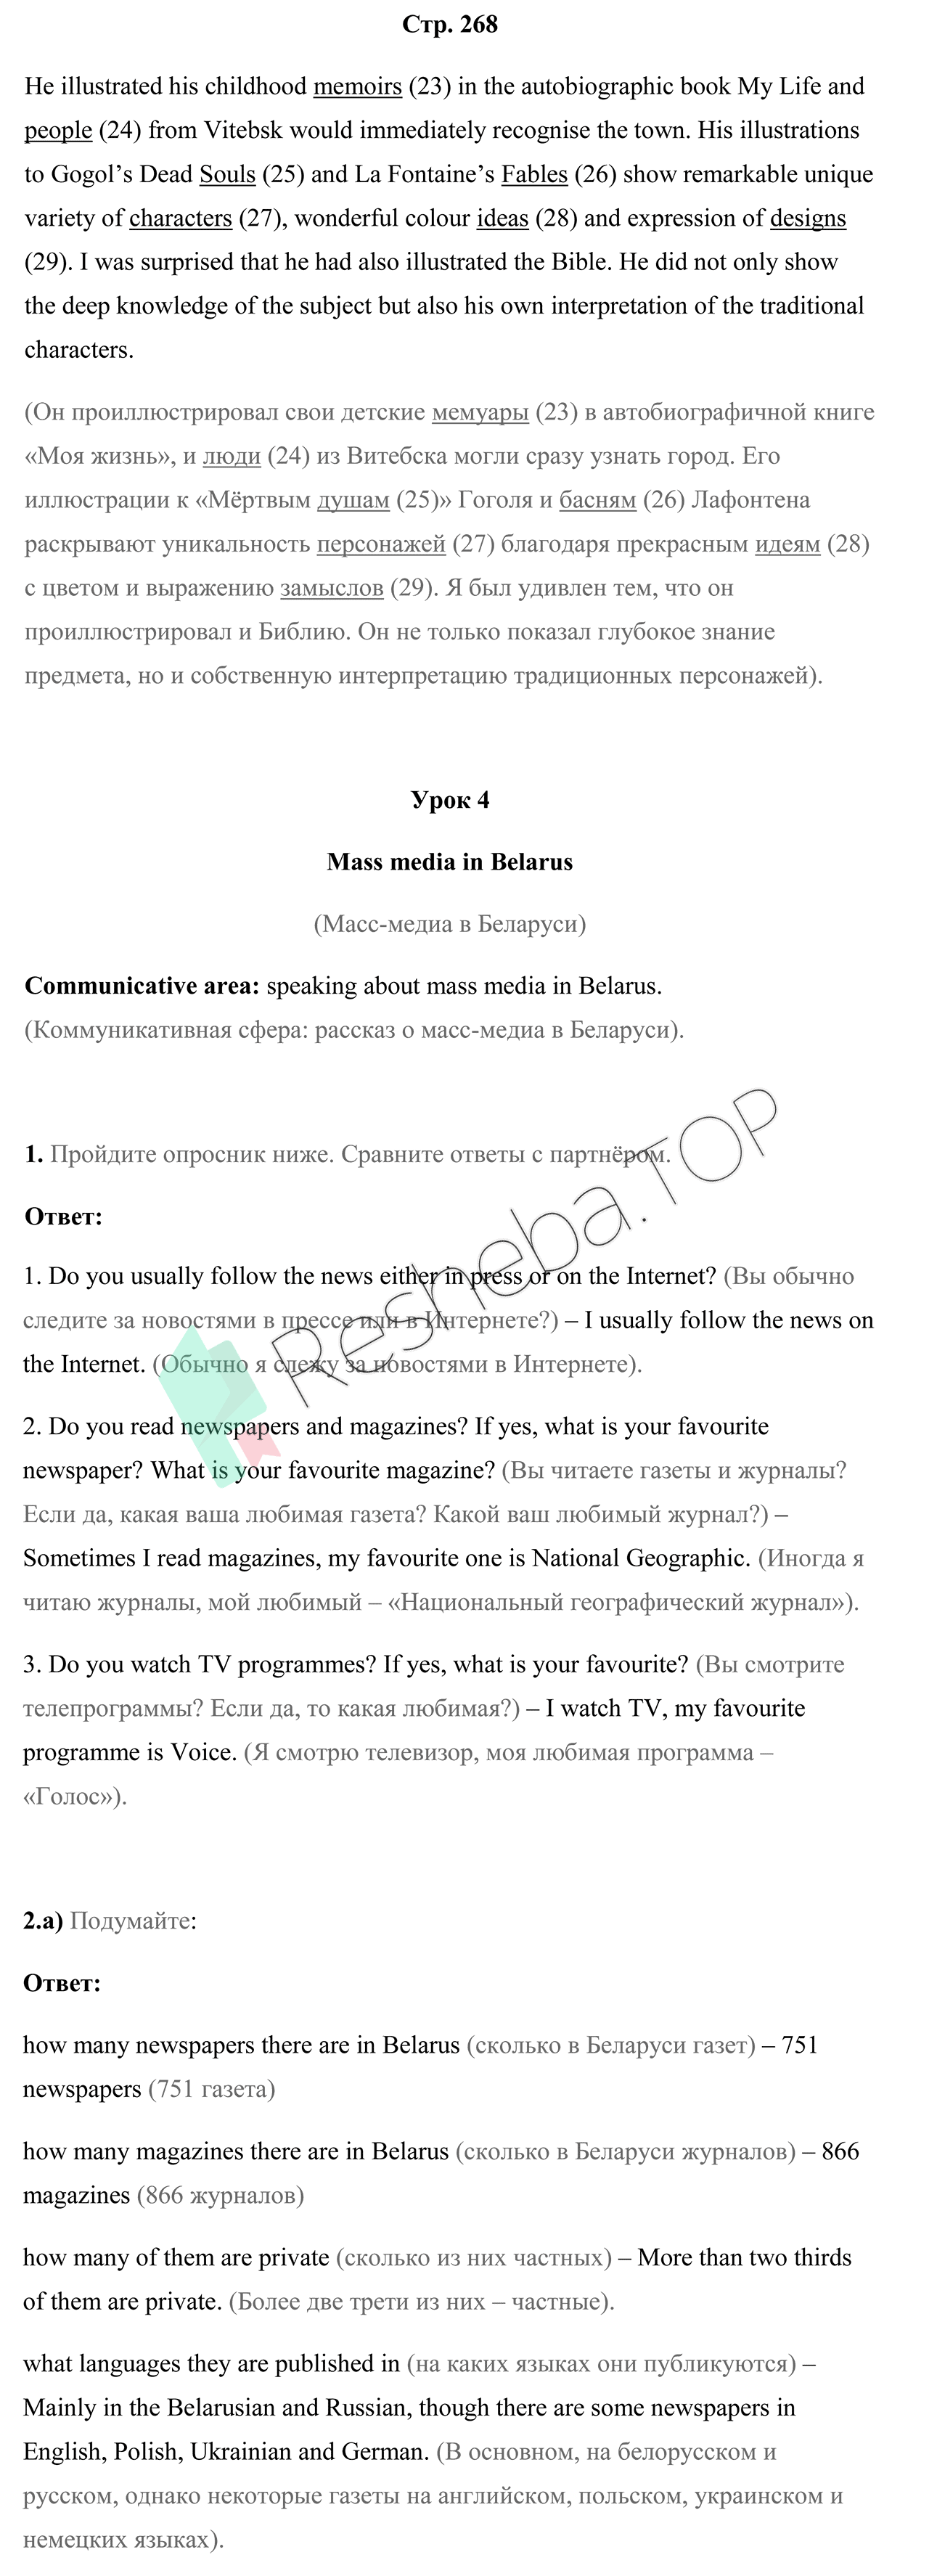 Стр. 268
He illustrated his childhood memoirs (23) in the autobiographic book My Life and
people (24) from Vitebsk would immediately recognise the town. His illustrations
to Gogol’s Dead Souls (25) and La Fontaine’s Fables (26) show remarkable unique
variety of characters (27), wonderful colour ideas (28) and expression of designs
(29). I was surprised that he had also illustrated the Bible. He did not only show
the deep knowledge of the subject but also his own interpretation of the traditional
characters.
(Он проиллюстрировал свои детские мемуары (23) в автобиографичной книге
«Моя жизнь», и люди (24) из Витебска могли сразу узнать город. Его
иллюстрации к «Мёртвым душам (25)» Гоголя и басням (26) Лафонтена
раскрывают уникальность персонажей (27) благодаря прекрасным идеям (28)
с цветом и выражению замыслов (29). Я был удивлен тем, что он
проиллюстрировал и Библию. Он не только показал глубокое знание
предмета, но и собственную интерпретацию традиционных персонажей).
Урок 4
Mass media in Belarus
(Масс-медиа в Беларуси)
Communicative area: speaking about mass media in Belarus.
(Коммуникативная сфера: рассказ о масс-медиа в Беларуси).
1. Пройдите опросник ниже. Сравните ответы с партнёром.
Ответ:
1. Do you usually follow the news either in press or on the Internet? (Вы обычно
следите за новостями в прессе или в Интернете?) – I usually follow the news on
the Internet. (Обычно я слежу за новостями в Интернете).
Resheba.TOP
2. Do you read newspapers and magazines? If yes, what is your favourite
newspaper? What is your favourite magazine? (Вы читаете газеты и журналы?
Если да, какая ваша любимая газета? Какой ваш любимый журнал?) –
Sometimes I read magazines, my favourite one is National Geographic. (Иногда я
читаю журналы, мой любимый – «Национальный географический журнал»).
3. Do you watch TV programmes? If yes, what is your favourite? (Вы смотрите
телепрограммы? Если да, то какая любимая?) – I watch TV, my favourite
programme is Voice. (Я смотрю телевизор, моя любимая программа –
«Голос»).
2.а) Подумайте:
Ответ:
how many newspapers there are in Belarus (сколько в Беларуси газет) – 751
newspapers (751 газета)
how many magazines there are in Belarus (сколько в Беларуси журналов) – 866
magazines (866 журналов)
how many of them are private (сколько из них частных) – More than two thirds
of them are private. (Более две трети из них – частные).
what languages they are published in (на каких языках они публикуются) –
Mainly in the Belarusian and Russian, though there are some newspapers in
English, Polish, Ukrainian and German. (В основном, на белорусском и
русском, однако некоторые газеты на английском, польском, украинском и
немецких языках).